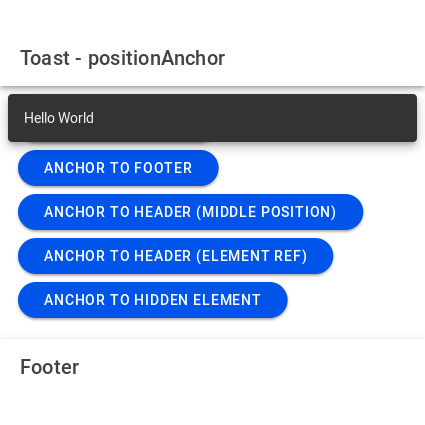 Toast - positionAnchor
Hello World
ANCHOR TO FOOTER
ANCHOR TO HEADER (MIDDLE POSITION)
ANCHOR TO HEADER (ELEMENT REF)
ANCHOR TO HIDDEN ELEMENT
Footer